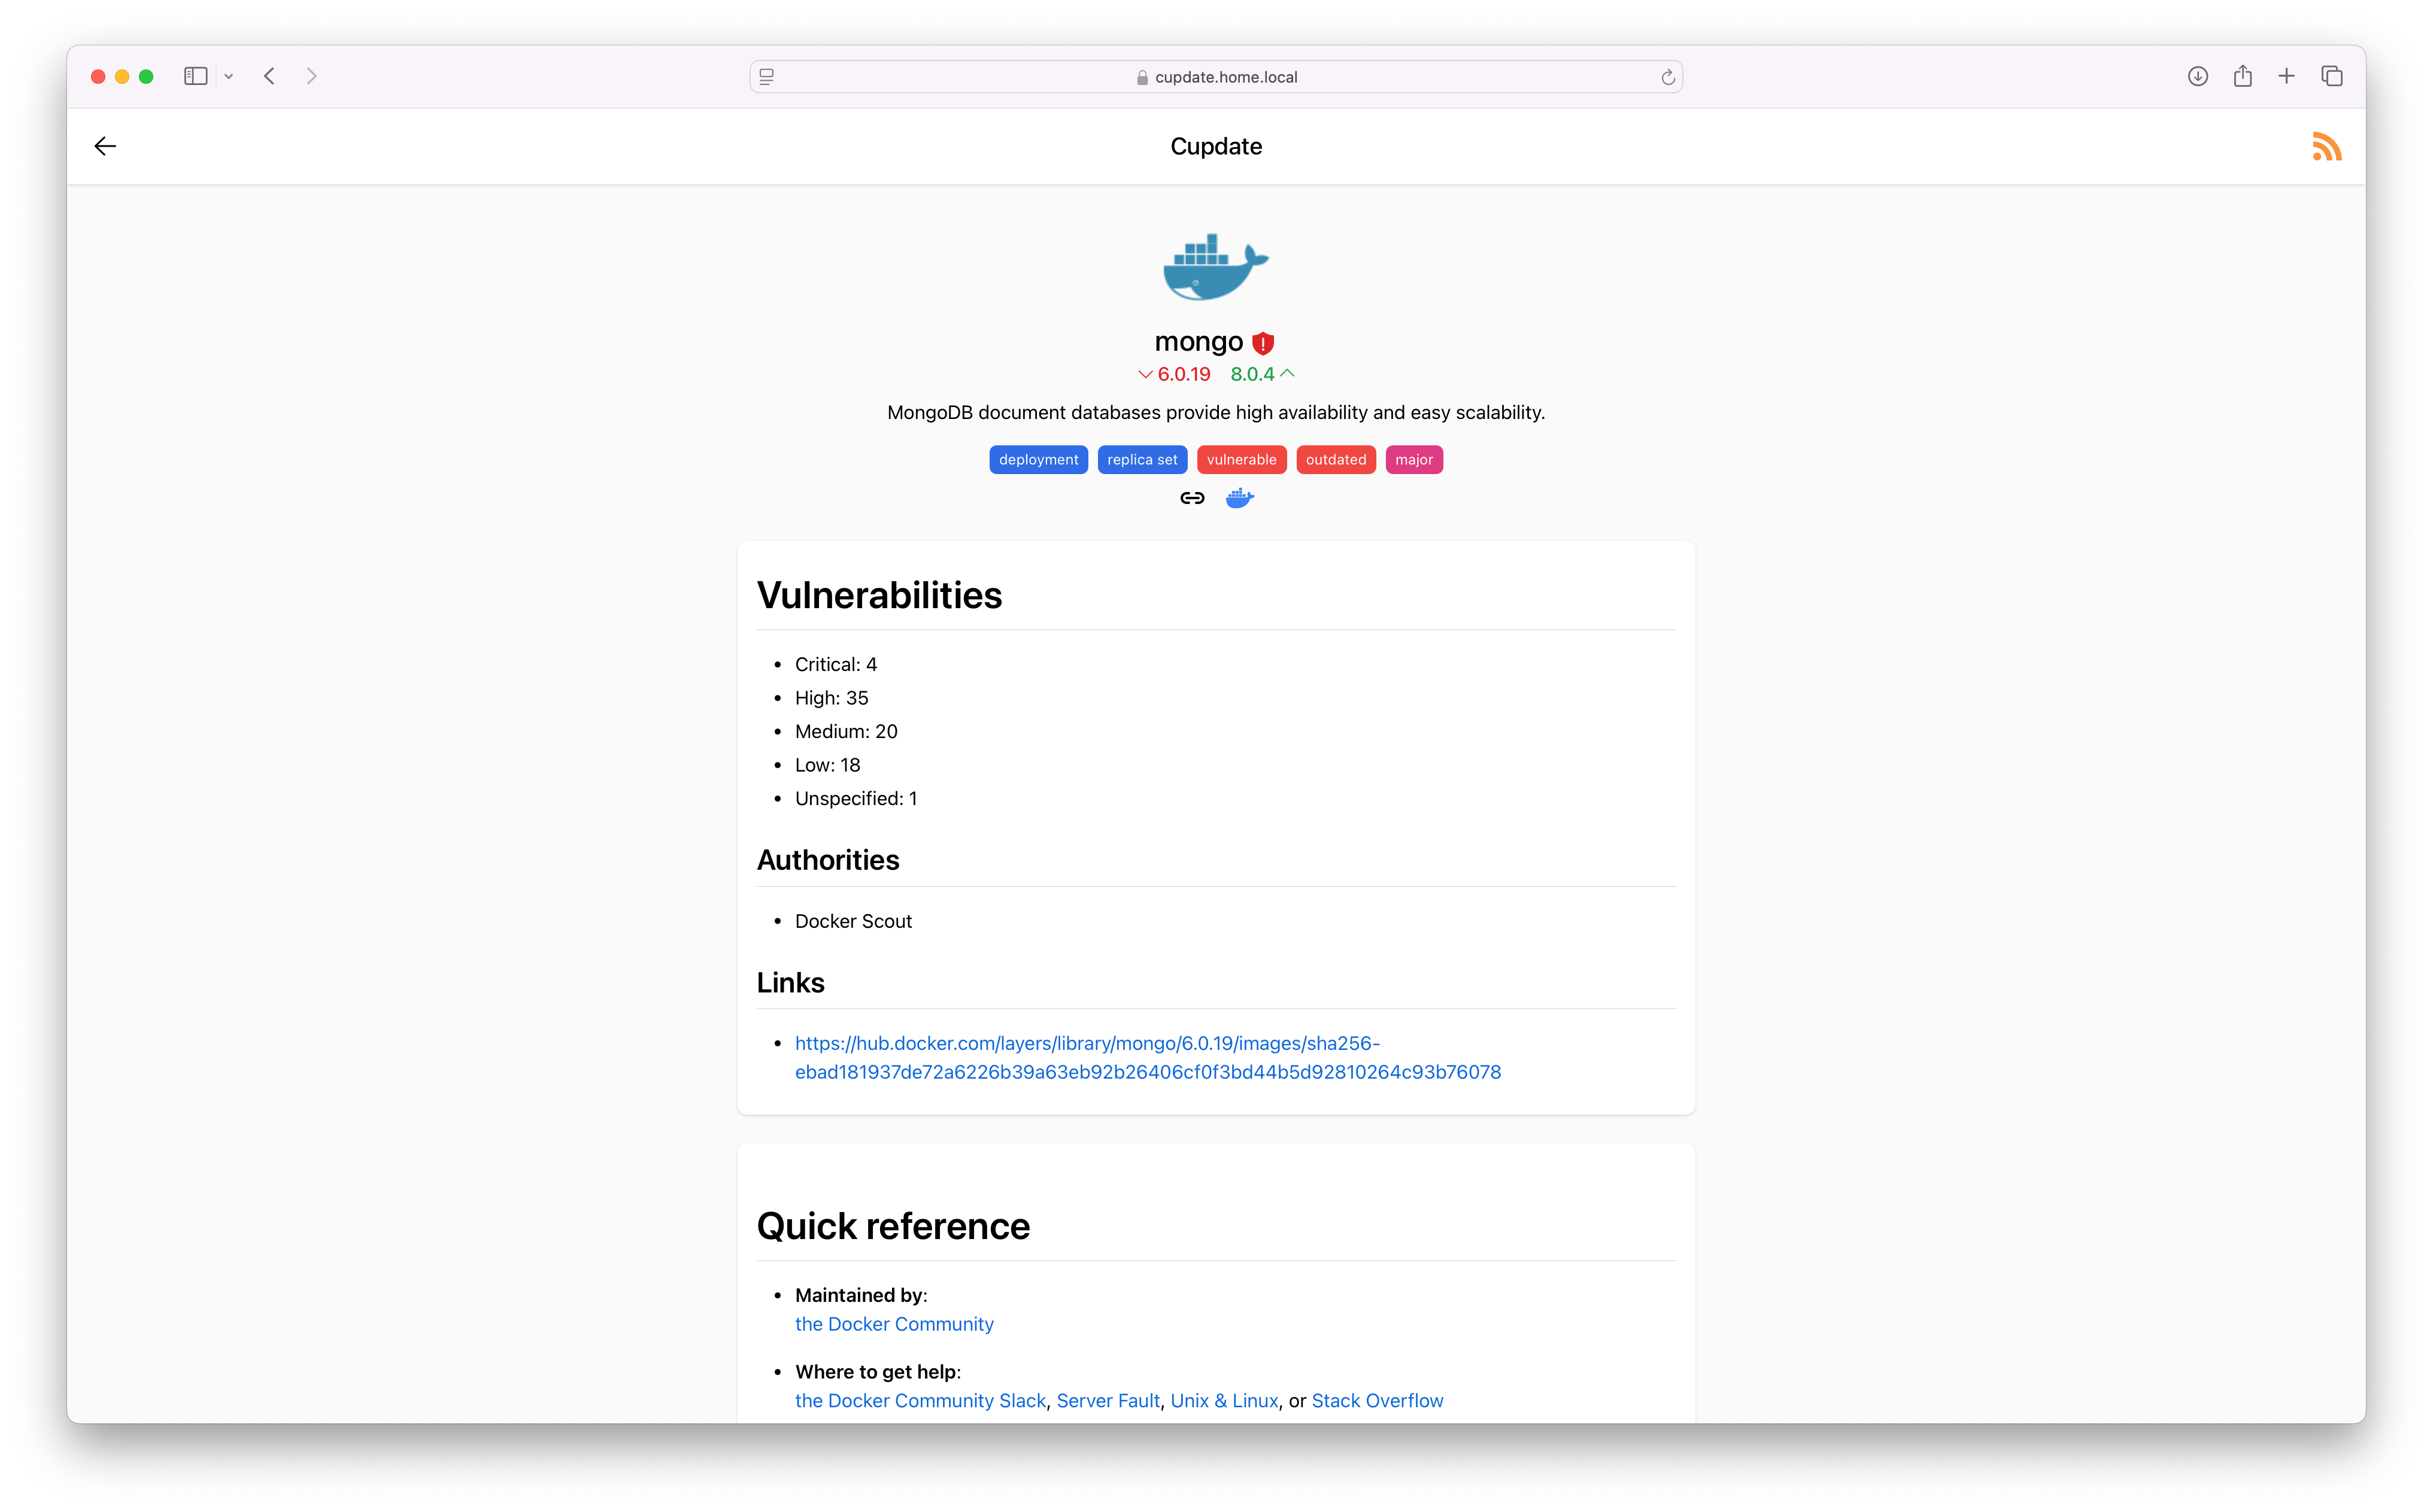 cupdate.home.local
Cupdate
mongo
6.0.19 8.0.4
MongoDB document databases provide high availability and easy scalability.
deployment replica set vulnerable outdated major
Vulnerabilities
• Critical: 4
• High: 35
• Medium: 20
• Low: 18
• Unspecified: 1
Authorities
• Docker Scout
Links
• https://hub.docker.com/layers/library/mongo/6.0.19/images/sha256-
ebad181937de72a6226b39a63eb92b26406cf0f3bd44b5d92810264c93b76078
Quick reference
• Maintained by:
the Docker Community
• Where to get help:
the Docker Community Slack, Server Fault, Unix & Linux, or Stack Overflow